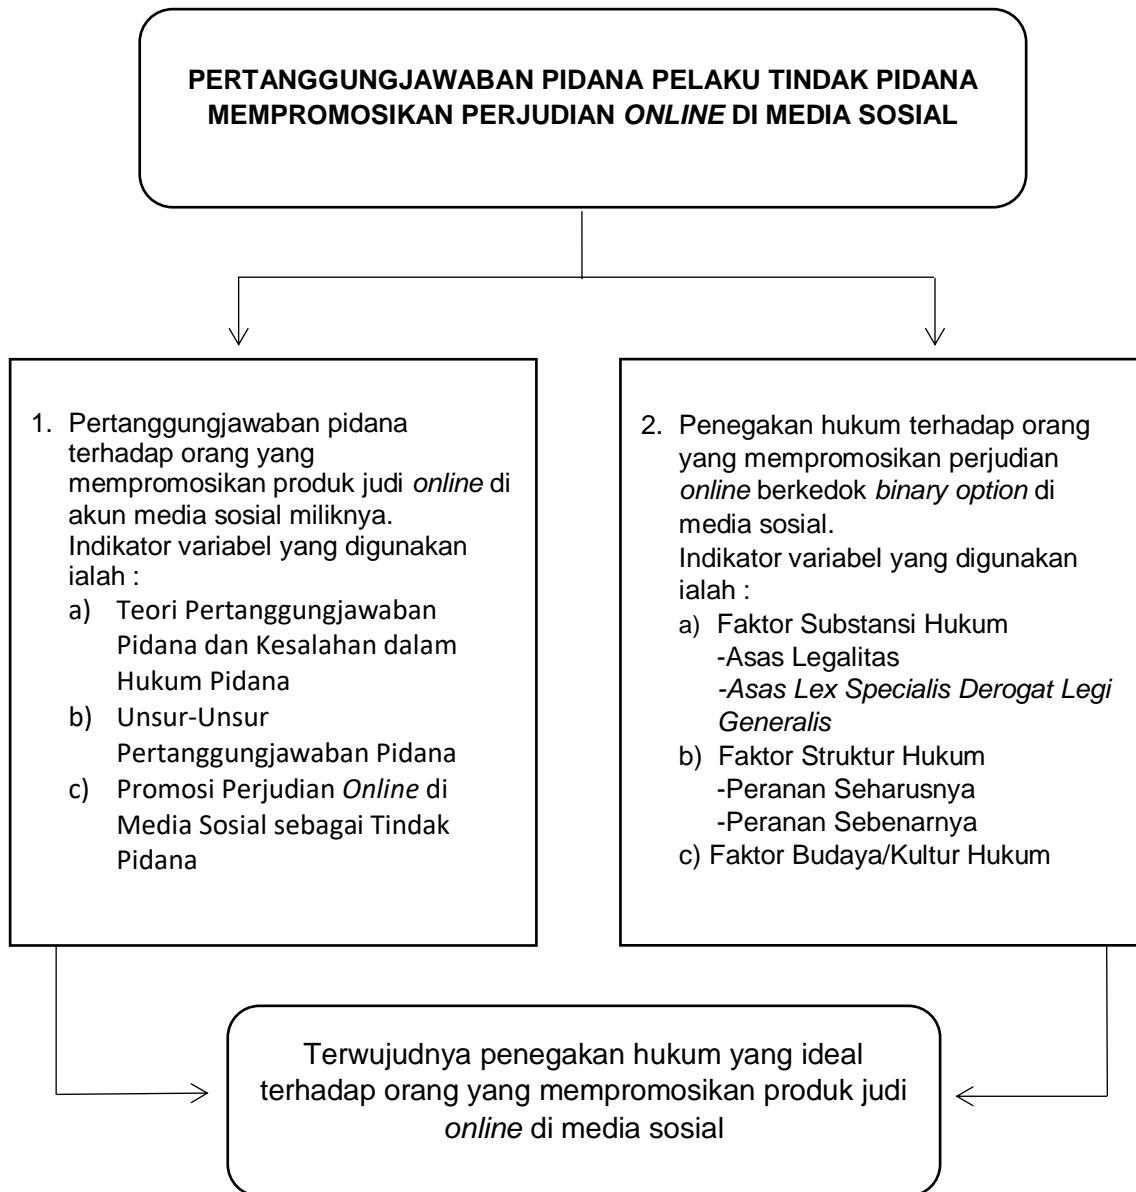 PERTANGGUNGJAWABAN PIDANA PELAKU TINDAK PIDANA
MEMPROMOSIKAN PERJUDIAN ONLINE DI MEDIA SOSIAL
1. Pertanggungjawaban pidana
terhadap orang yang
mempromosikan produk judi online di
akun media sosial miliknya.
Indikator variabel yang digunakan
ialah :
a) Teori Pertanggungjawaban
Pidana dan Kesalahan dalam
Hukum Pidana
b) Unsur-Unsur
Pertanggungjawaban Pidana
c) Promosi Perjudian Online di
Media Sosial sebagai Tindak
Pidana
2. Penegakan hukum terhadap orang
yang mempromosikan perjudian
online berkedok binary option di
media sosial.
Indikator variabel yang digunakan
ialah :
a) Faktor Substansi Hukum
-Asas Legalitas
-Asas Lex Specialis Derogat Legi
Generalis
b) Faktor Struktur Hukum
-Peranan Seharusnya
-Peranan Sebenarnya
c) Faktor Budaya/Kultur Hukum
Terwujudnya penegakan hukum yang ideal
terhadap orang yang mempromosikan produk judi
online di media sosial